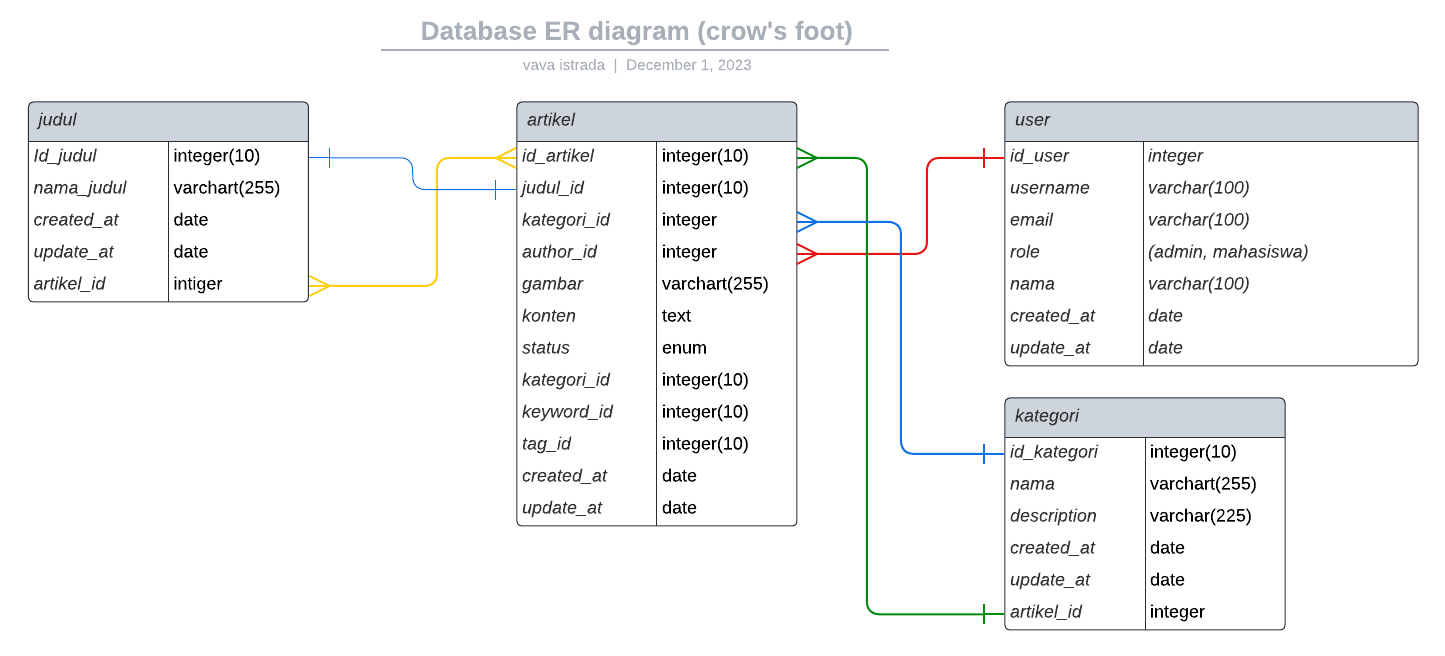 Database ER diagram (crow's foot)
vava istrada | December 1, 2023
judul
Id_judul integer(10)
nama_judul varchart(255)
created_at date
update_at date
artikel_id intiger
artikel
id_artikel integer(10)
judul_id integer(10)
kategori_id integer
author_id integer
gambar varchart(255)
konten text
status enum
kategori_id integer(10)
keyword_id integer(10)
tag_id integer(10)
created_at date
update_at date
user
id_user integer
username varchar(100)
email varchar(100)
role (admin, mahasiswa)
nama varchar(100)
created_at date
update_at date
kategori
id_kategori integer(10)
nama varchart(255)
description varchar(225)
created_at date
update_at date
artikel_id integer